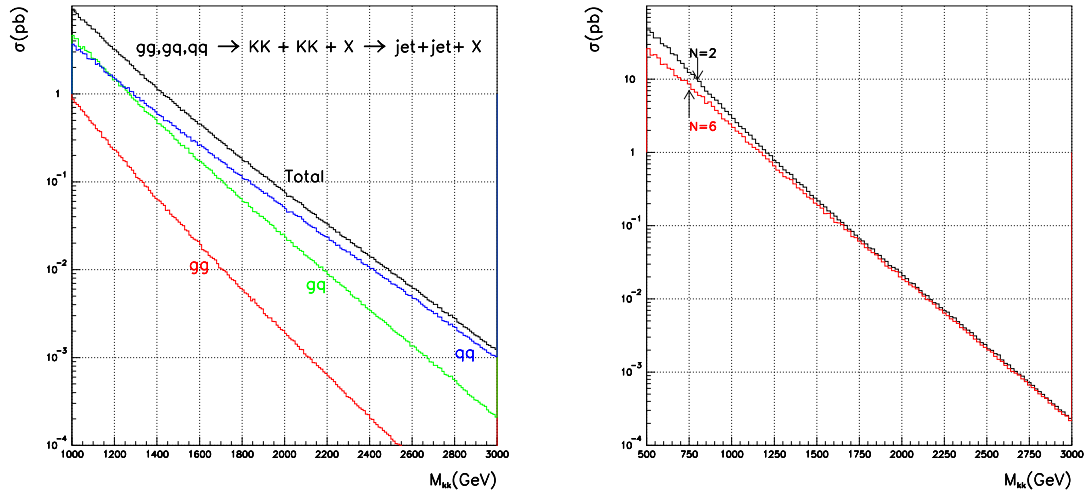 σ(pb)
gg,gq,qq → KK + KK + X → jet+jet+ X
1
10⁻¹
10⁻²
10⁻³
10⁻⁴
Total
gg
gq
qq
1000 1200 1400 1600 1800 2000 2200 2400 2600 2800 3000
Mkk(GeV)
σ(pb)
10
1
10⁻¹
10⁻²
10⁻³
10⁻⁴
N=2
N=6
500 750 1000 1250 1500 1750 2000 2250 2500 2750 3000
Mkk(GeV)